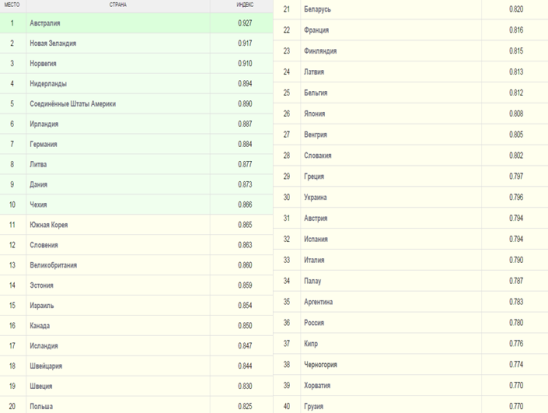 МЕСТО СТРАНА ИНДЕКС
1 Австралия 0.927
2 Новая Зеландия 0.917
3 Норвегия 0.910
4 Нидерланды 0.894
5 Соединённые Штаты Америки 0.890
6 Ирландия 0.887
7 Германия 0.884
8 Литва 0.877
9 Дания 0.873
10 Чехия 0.866
11 Южная Корея 0.865
12 Словения 0.863
13 Великобритания 0.860
14 Эстония 0.859
15 Израиль 0.854
16 Канада 0.850
17 Исландия 0.847
18 Швейцария 0.844
19 Швеция 0.830
20 Польша 0.825
21 Беларусь 0.820
22 Франция 0.816
23 Финляндия 0.815
24 Латвия 0.813
25 Бельгия 0.812
26 Япония 0.808
27 Венгрия 0.805
28 Словакия 0.802
29 Греция 0.797
30 Украина 0.796
31 Австрия 0.794
32 Испания 0.794
33 Италия 0.790
34 Палау 0.787
35 Аргентина 0.783
36 Россия 0.780
37 Кипр 0.776
38 Черногория 0.774
39 Хорватия 0.770
40 Грузия 0.770